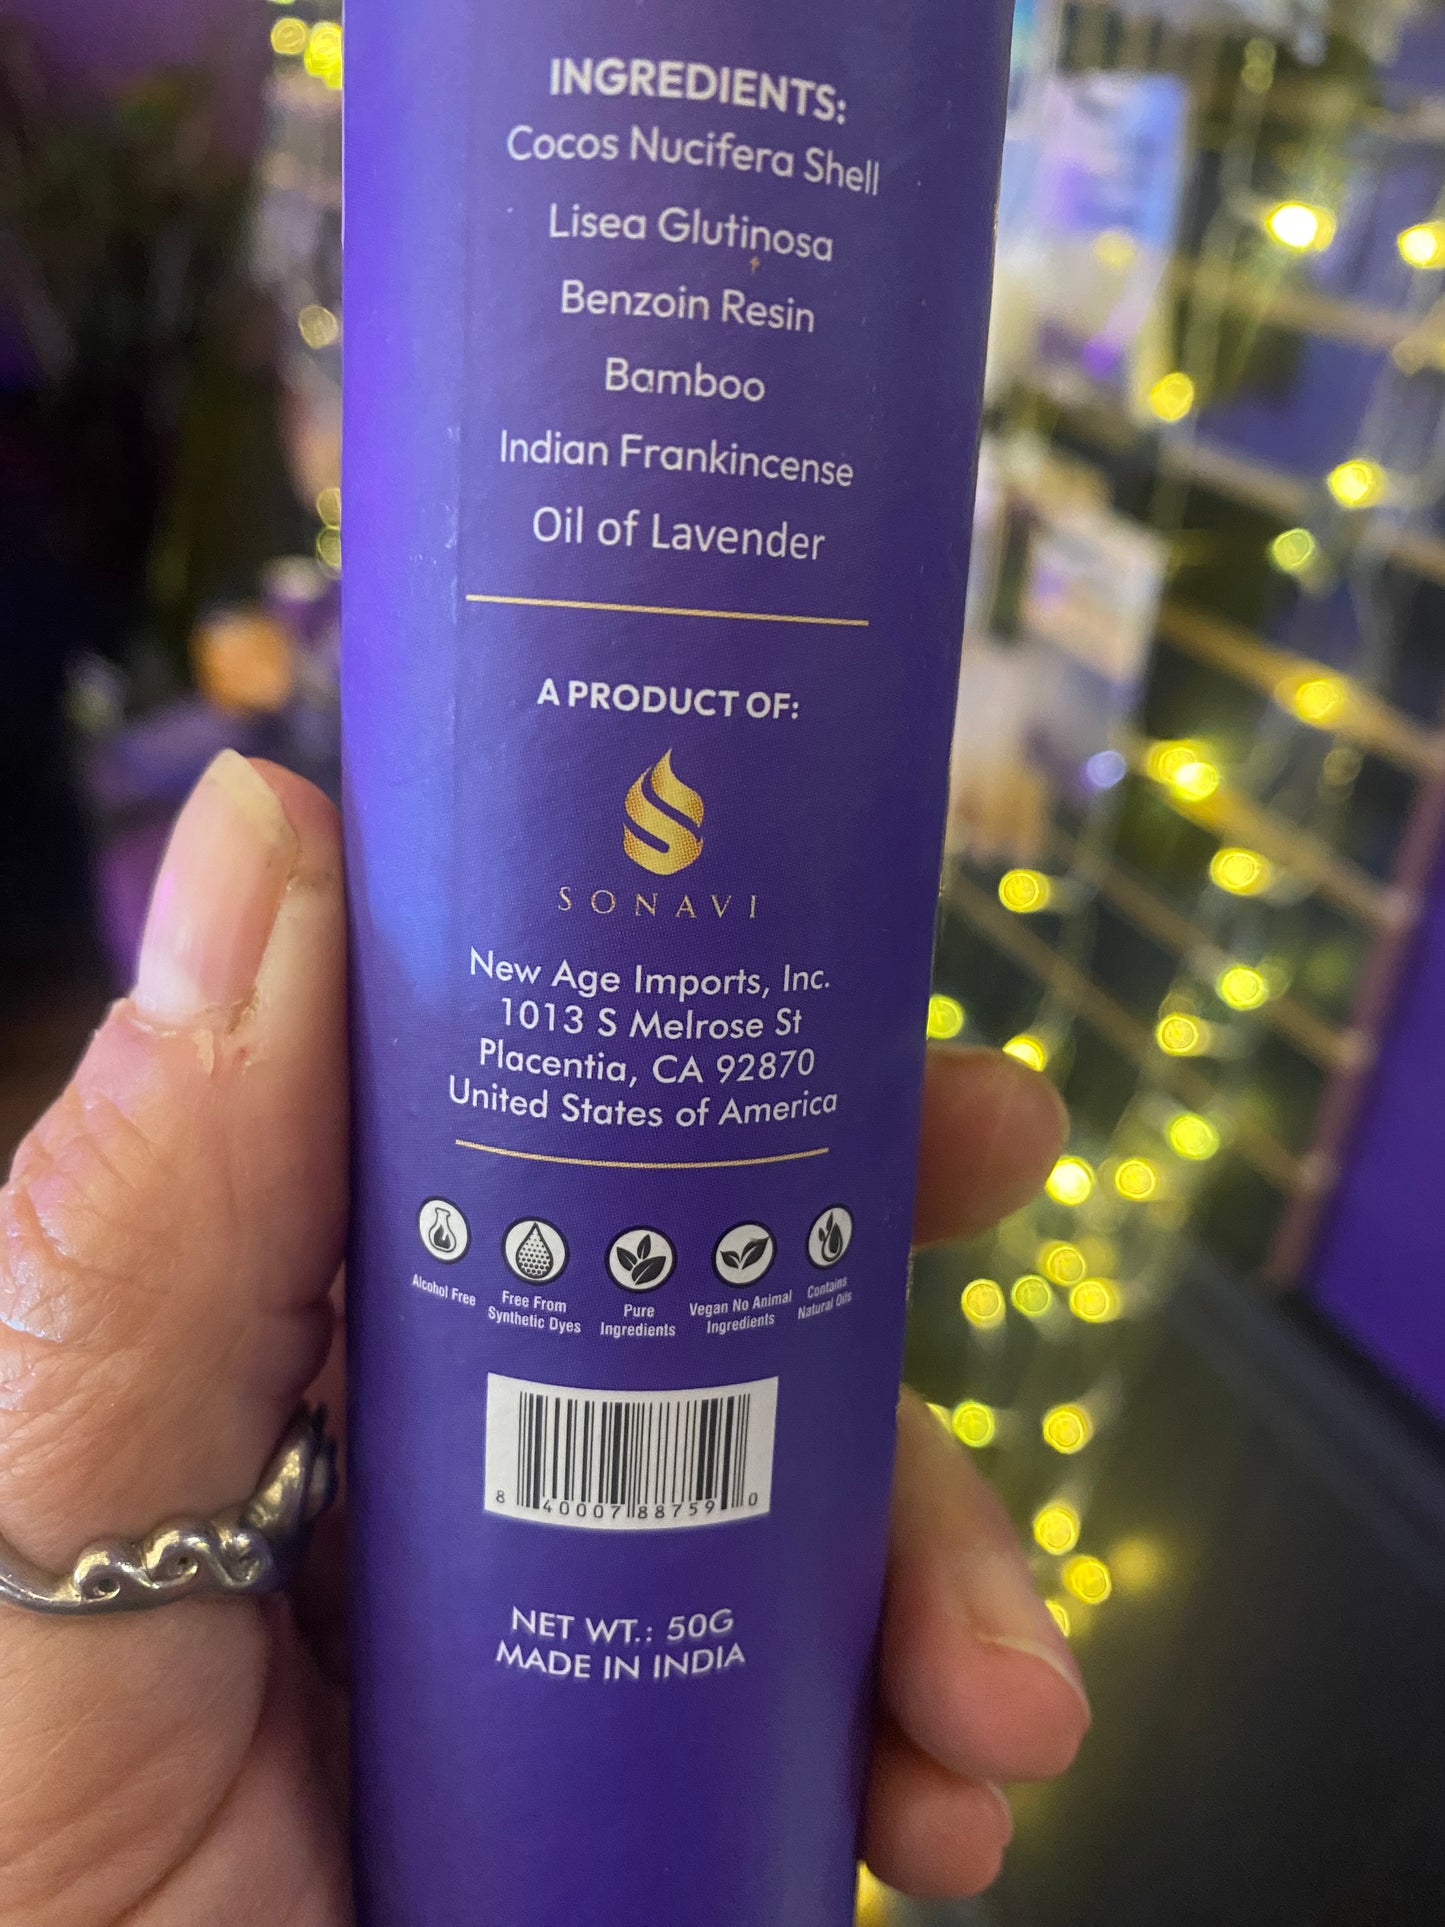 INGREDIENTS:
Cocos Nucifera Shell
Lisea Glutinosa
Benzoin Resin
Bamboo
Indian Frankincense
Oil of Lavender
A PRODUCT OF:
SONAVI
New Age Imports, Inc.
1013 S Melrose St
Placentia, CA 92870
United States of America
Alcohol Free
Free From
Synthetic Dyes
Pure
Ingredients
Vegan No Animal
Ingredients
Contains
Natural Oils
8 40007 88759 0
NET WT.: 50G
MADE IN INDIA